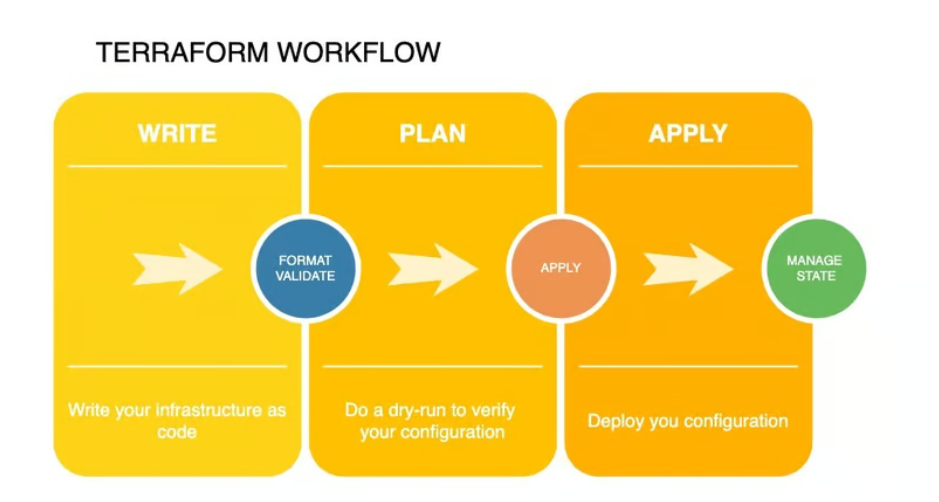 TERRAFORM WORKFLOW
WRITE
PLAN
APPLY
FORMAT
VALIDATE
APPLY
MANAGE
STATE
Write your infrastructure as
code
Do a dry-run to verify
your configuration
Deploy you configuration